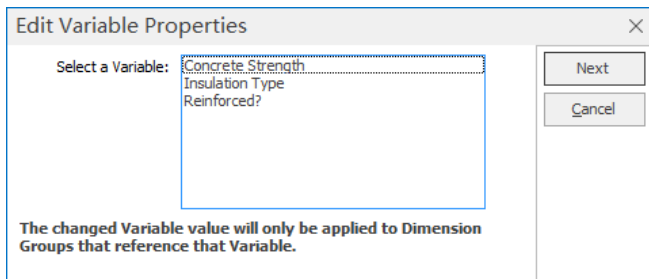 Edit Variable Properties
Select a Variable:
Concrete Strength
Insulation Type
Reinforced?
Next
Cancel
The changed Variable value will only be applied to Dimension
Groups that reference that Variable.